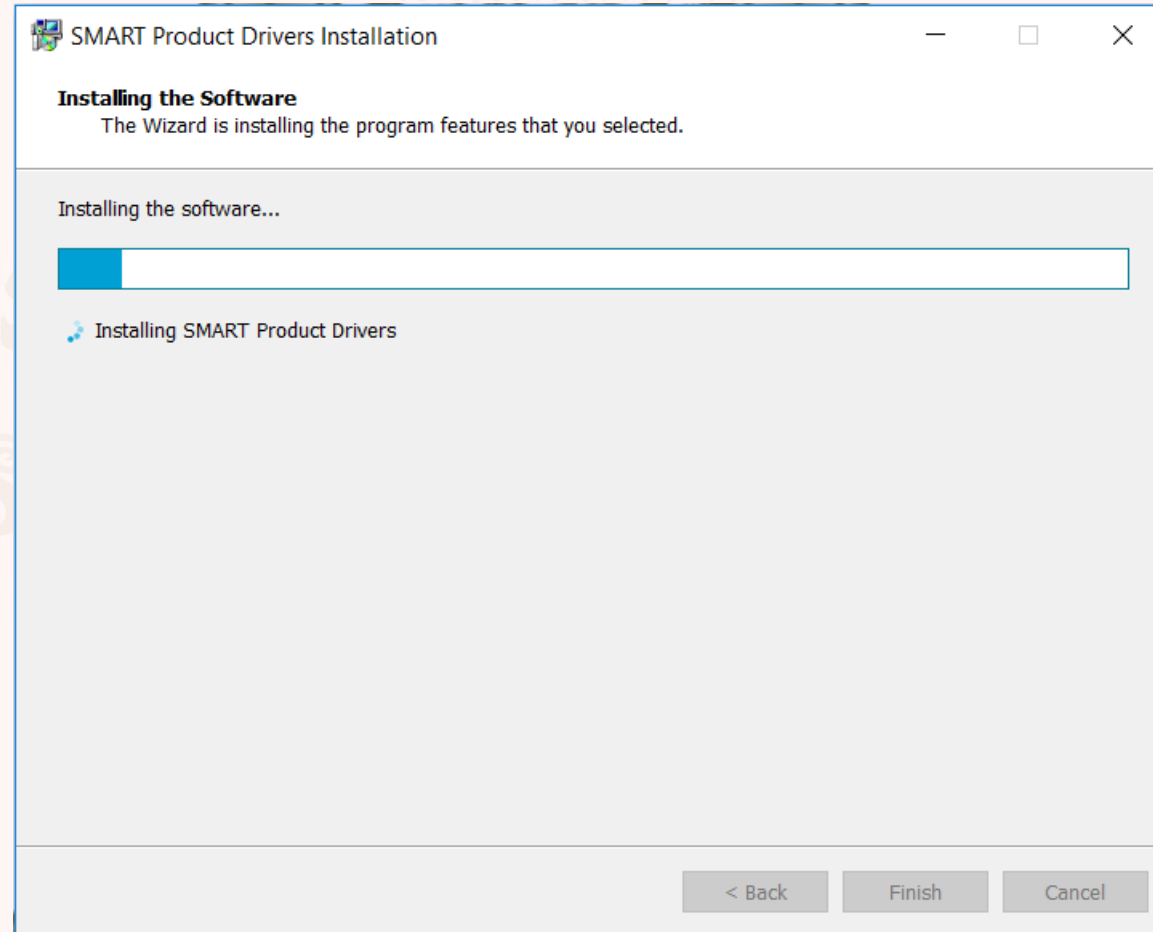 SMART Product Drivers Installation
Installing the Software
The Wizard is installing the program features that you selected.
Installing the software...
Installing SMART Product Drivers
< Back Finish Cancel